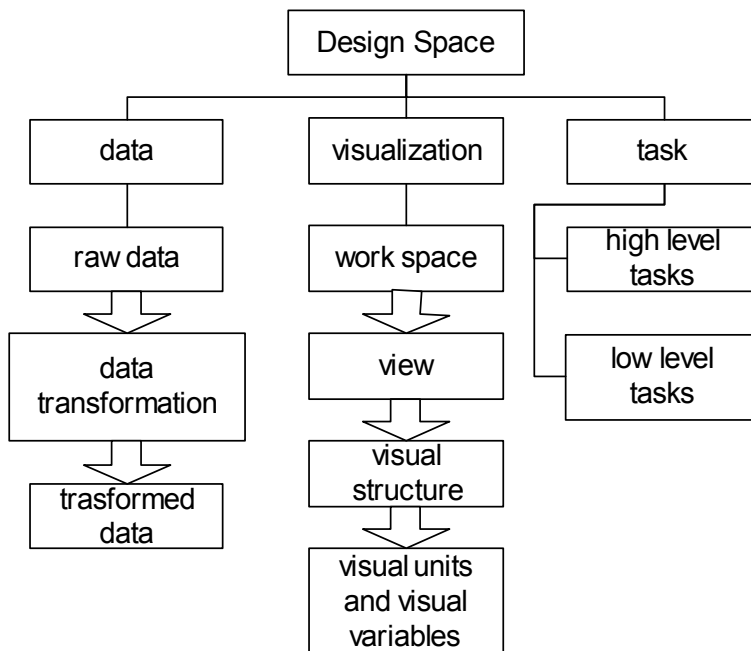 Design Space
data
visualization
task
raw data
work space
high level
tasks
data
transformation
view
low level
tasks
trasformed
data
visual
structure
visual units
and visual
variables